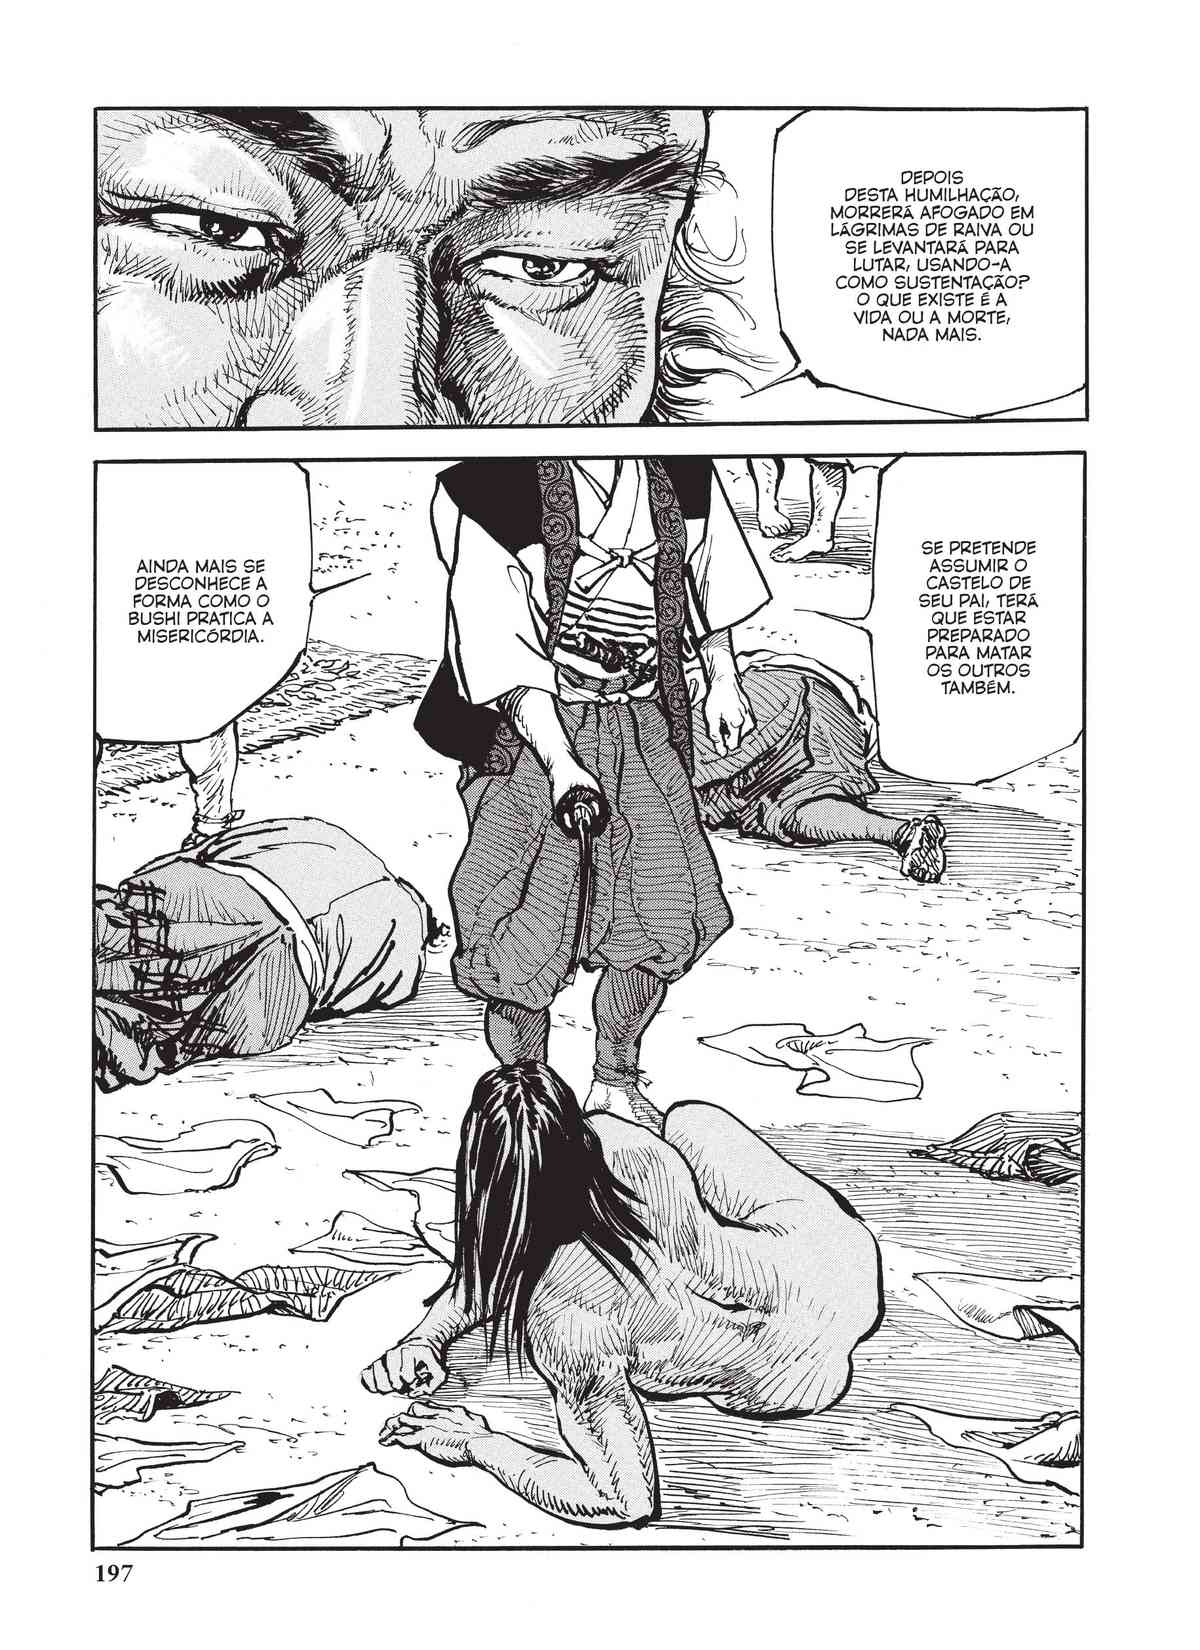 DEPOIS
DESTA HUMILHAÇÃO,
MORRERÁ AFOGADO EM
LÁGRIMAS DE RAIVA OU
SE LEVANTARÁ PARA
LUTAR, USANDO-A
COMO SUSTENTAÇÃO?
O QUE EXISTE É A
VIDA OU A MORTE,
NADA MAIS.
SE PRETENDE
ASSUMIR O
CASTELO DE
SEU PAI, TERÁ
QUE ESTAR
PREPARADO
PARA MATAR
OS OUTROS
TAMBÉM.
AINDA MAIS SE
DESCONHECE A
FORMA COMO O
BUSHI PRATICA A
MISERICÓRDIA.
197